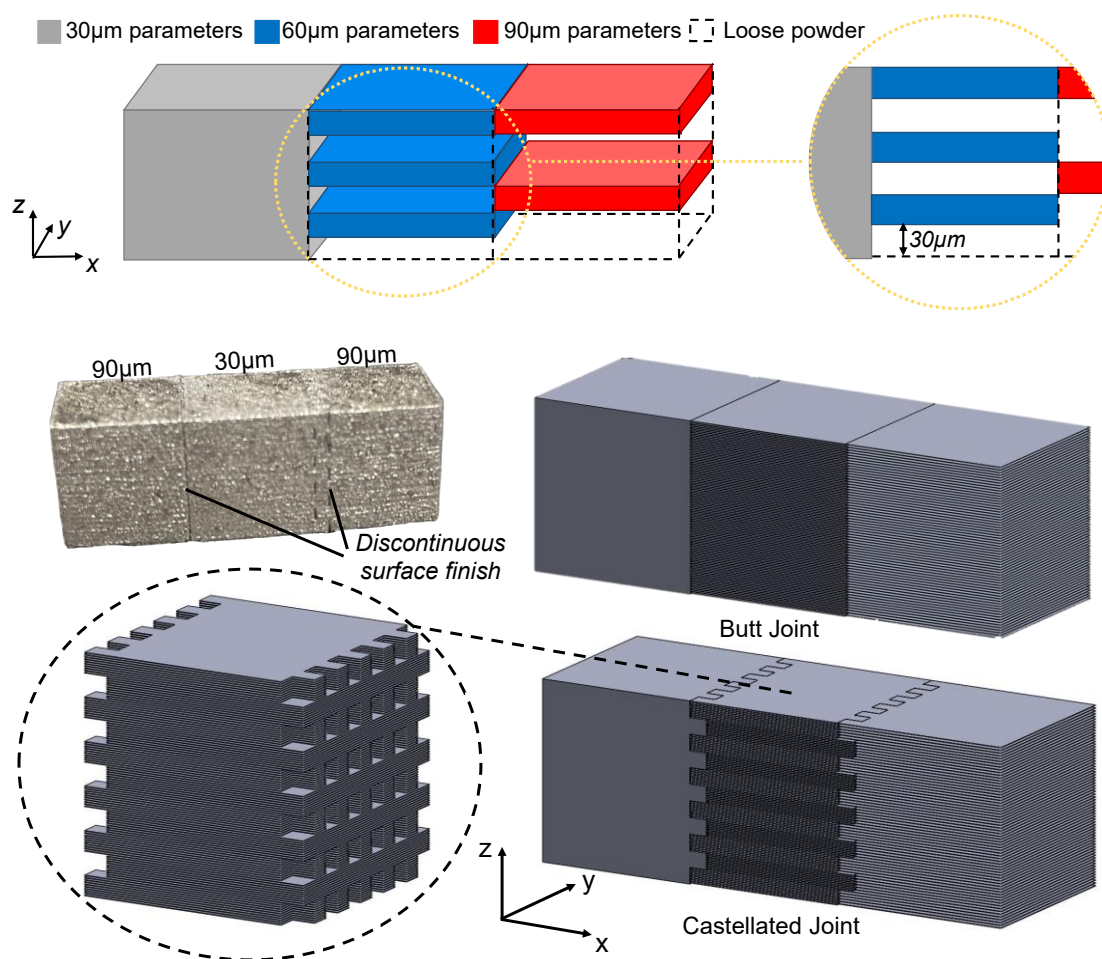 30µm parameters 60µm parameters 90µm parameters Loose powder
z
y
x
30µm
90µm 30µm 90µm
Discontinuous
surface finish
Butt Joint
z
y
x
Castellated Joint